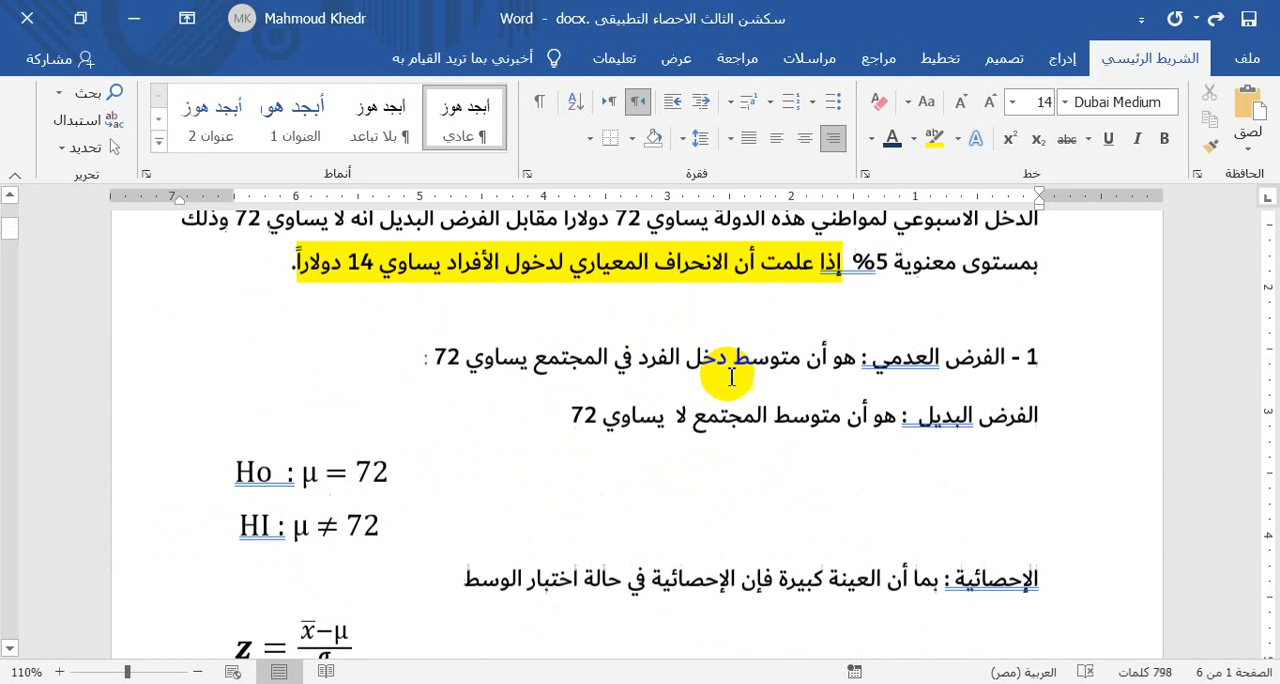 Mahmoud Khedr
سكشن الثالث الاحصاء التطبيقى .docx - Word
ملف الشريط الرئيسي إدراج تصميم تخطيط مراجع مراسلات مراجعة عرض تعليمات أخبرني بما تريد القيام به مشاركة
لصق
Dubai Medium 14
أبجد هوز أبجد هوز أبجد هوز أبجد هوز
¶ عادي ¶ بلا تباعد العنوان 1 عنوان 2
بحث
استبدال
تحديد
الحافظة خط فقرة أنماط تحرير
الدخل الاسبوعي لمواطني هذه الدولة يساوي 72 دولاراً مقابل الفرض البديل انه لا يساوي 72 وذلك
بمستوى معنوية 5% إذا علمت أن الانحراف المعياري لدخول الأفراد يساوي 14 دولاراً.
1 - الفرض العدمي : هو أن متوسط دخل الفرد في المجتمع يساوي 72 :
الفرض البديل : هو أن متوسط المجتمع لا يساوي 72
Ho : μ = 72
HI : μ ≠ 72
الإحصائية : بما أن العينة كبيرة فإن الإحصائية في حالة اختبار الوسط
z = x̅−μ
الصفحة 1 من 6 798 كلمات العربية (مصر) 110%